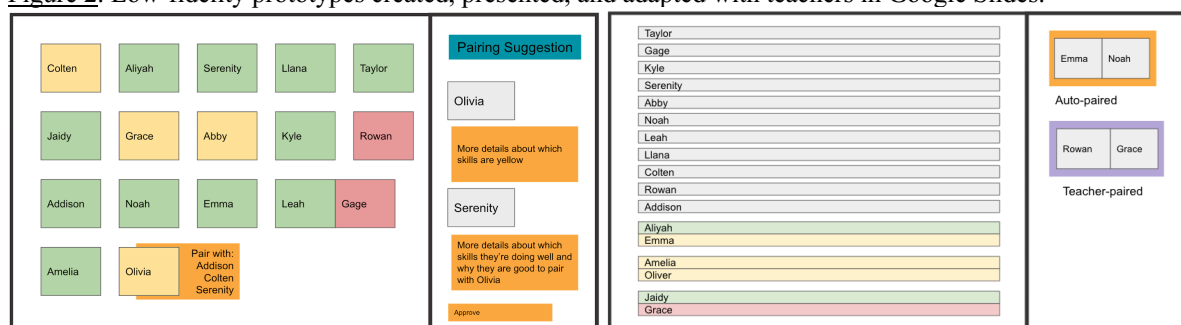 Figure 2. Low-fidelity prototypes created, presented, and adapted with teachers in Google Slides.
Colten
Aliyah
Serenity
Llana
Taylor
Jaidy
Grace
Abby
Kyle
Rowan
Addison
Noah
Emma
Leah
Gage
Amelia
Olivia
Pair with:
Addison
Colten
Serenity
Pairing Suggestion
Olivia
More details about which
skills are yellow
Serenity
More details about which
skills they're doing well and
why they are good to pair
with Olivia
Approve
Taylor
Gage
Kyle
Serenity
Abby
Noah
Leah
Llana
Colten
Rowan
Addison
Aliyah
Emma
Amelia
Oliver
Jaidy
Grace
Emma
Noah
Auto-paired
Rowan
Grace
Teacher-paired